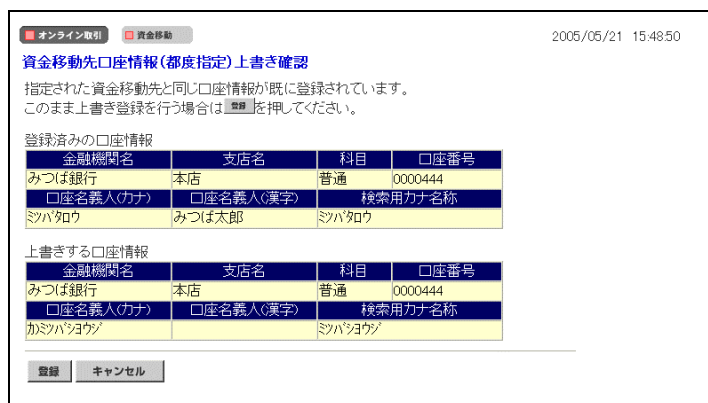 オンライン取引 資金移動 2005/05/21 15:48:50
資金移動先口座情報(都度指定)上書き確認
指定された資金移動先と同じ口座情報が既に登録されています。
このまま上書き登録を行う場合は 登録 を押してください。
登録済みの口座情報
金融機関名 支店名 科目 口座番号
みつば銀行 本店 普通 0000444
口座名義人(カナ) 口座名義人(漢字) 検索用カナ名称
ミツバタロウ みつば太郎 ミツバタロウ
上書きする口座情報
金融機関名 支店名 科目 口座番号
みつば銀行 本店 普通 0000444
口座名義人(カナ) 口座名義人(漢字) 検索用カナ名称
カ)ミツバシヨウジ ミツバシヨウジ
登録 キャンセル